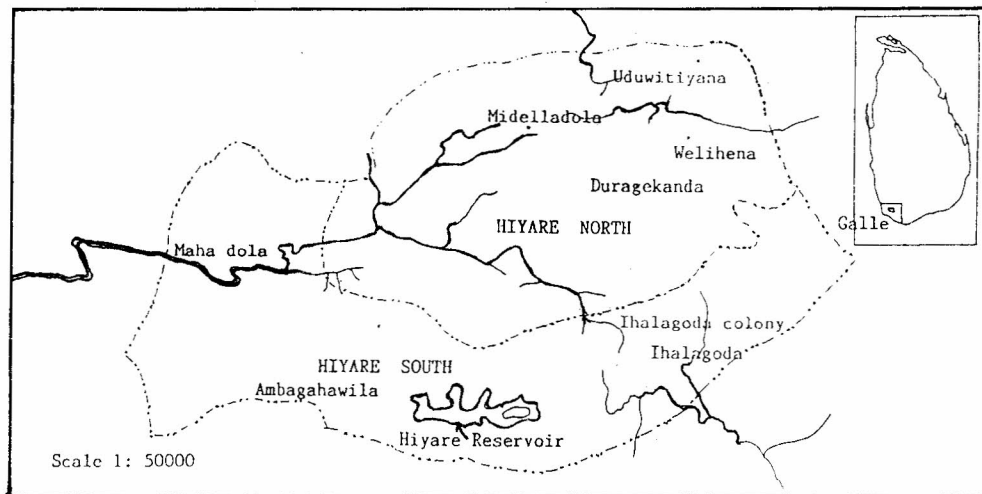 Uduwitiyana
Midelladola
Welihena
Duragekanda
Galle
HIYARE NORTH
Maha dola
Ihalagoda colony
Ihalagoda
HIYARE SOUTH
Ambagahawila
Hiyare Reservoir
Scale 1: 50000